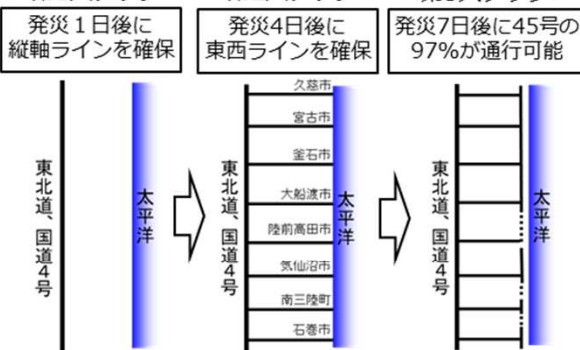 発災1日後に
縦軸ラインを確保
発災4日後に
東西ラインを確保
発災7日後に45号の
97%が通行可能
東北道、国道4号
太平洋
東北道、国道4号
久慈市
宮古市
釜石市
大船渡市
陸前高田市
気仙沼市
南三陸町
石巻市
太平洋
東北道、国道4号
太平洋